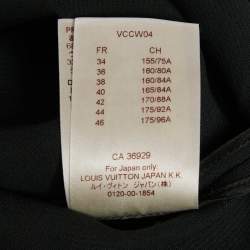 VCCW04
FR CH
34 155/75A
36 160/80A
38 160/84A
40 165/84A
42 170/88A
44 175/92A
46 175/96A
CA 36929
For Japan only:
LOUIS VUITTON JAPAN K.K.
ルイ・ヴィトン ジャパン(株)
0120-00-1854